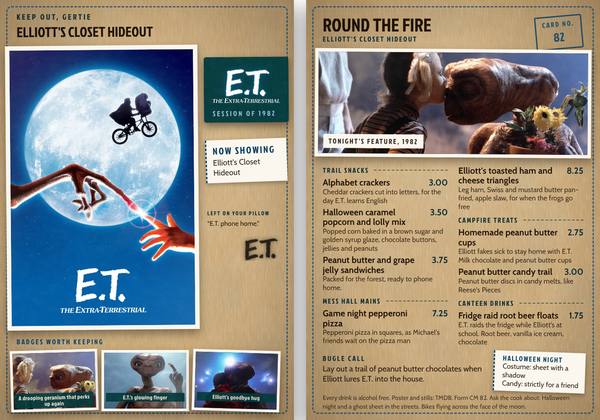 KEEP OUT, GERTIE
ELLIOTT'S CLOSET HIDEOUT
E.T.
THE EXTRA-TERRESTRIAL
E.T.
THE EXTRA-TERRESTRIAL
SESSION OF 1982
NOW SHOWING
Elliott's Closet
Hideout
LEFT ON YOUR PILLOW
"E.T. phone home."
E.T.
BADGES WORTH KEEPING
A drooping geranium that perks
up again
E.T.'s glowing finger
Elliott's goodbye hug
ROUND THE FIRE
ELLIOTT'S CLOSET HIDEOUT
CARD NO.
82
TONIGHT'S FEATURE, 1982
TRAIL SNACKS
Alphabet crackers 3.00
Cheddar crackers cut into letters, for the
day E.T. learns English
Halloween caramel 3.50
popcorn and lolly mix
Popped corn baked in a brown sugar and
golden syrup glaze, chocolate buttons,
jellies and peanuts
Peanut butter and grape 3.75
jelly sandwiches
Packed for the forest, ready to phone
home.
MESS HALL MAINS
Game night pepperoni 7.25
pizza
Pepperoni pizza in squares, as Michael's
friends wait on the pizza man
Elliott's toasted ham and 8.25
cheese triangles
Leg ham, Swiss and mustard butter pan-
fried, apple slaw, for when the frogs go
free
CAMPFIRE TREATS
Homemade peanut butter 2.75
cups
Elliott fakes sick to stay home with E.T.
Milk chocolate and peanut butter cups
Peanut butter candy trail 3.00
Peanut butter discs in candy melts, like
Reese's Pieces
CANTEEN DRINKS
Fridge raid root beer floats 1.75
E.T. raids the fridge while Elliott's at
school. Root beer, vanilla ice cream,
chocolate
BUGLE CALL
Lay out a trail of peanut butter chocolates when
Elliott lures E.T. into the house.
HALLOWEEN NIGHT
Costume: sheet with a
shadow
Candy: strictly for a friend
Every drink is alcohol free. Poster and stills: TMDB. Form CM 82. Ask the cook about: Halloween
night and a ghost sheet in the streets. Bikes flying across the face of the moon.